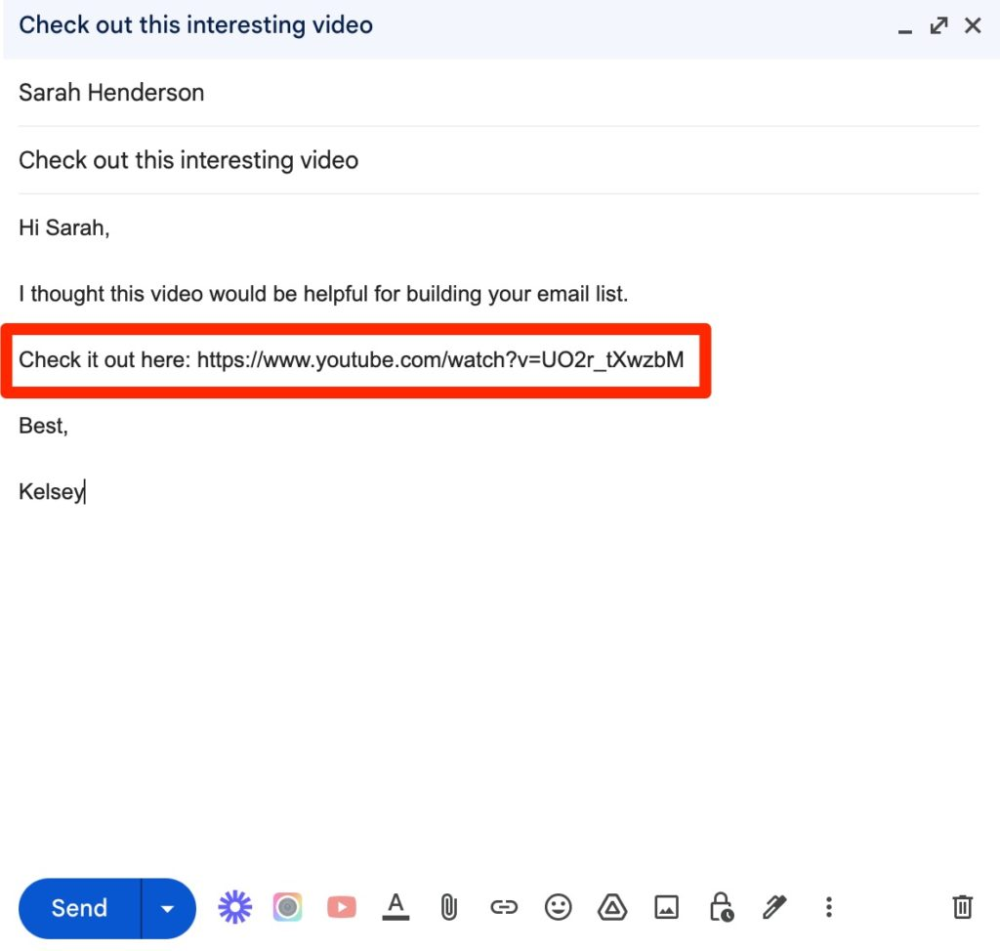 Check out this interesting video
Sarah Henderson
Check out this interesting video
Hi Sarah,
I thought this video would be helpful for building your email list.
Check it out here: https://www.youtube.com/watch?v=UO2r_tXwzbM
Best,
Kelsey
Send